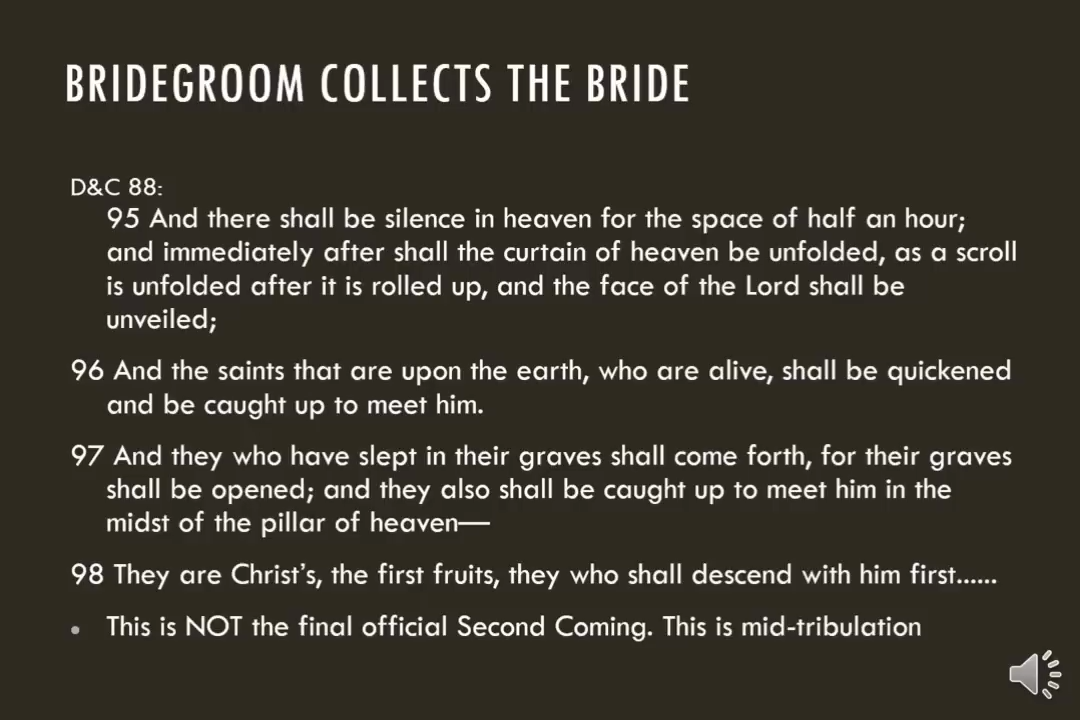 BRIDEGROOM COLLECTS THE BRIDE
D&C 88:
95 And there shall be silence in heaven for the space of half an hour;
and immediately after shall the curtain of heaven be unfolded, as a scroll
is unfolded after it is rolled up, and the face of the Lord shall be
unveiled;
96 And the saints that are upon the earth, who are alive, shall be quickened
and be caught up to meet him.
97 And they who have slept in their graves shall come forth, for their graves
shall be opened; and they also shall be caught up to meet him in the
midst of the pillar of heaven—
98 They are Christ’s, the first fruits, they who shall descend with him first......
• This is NOT the final official Second Coming. This is mid-tribulation